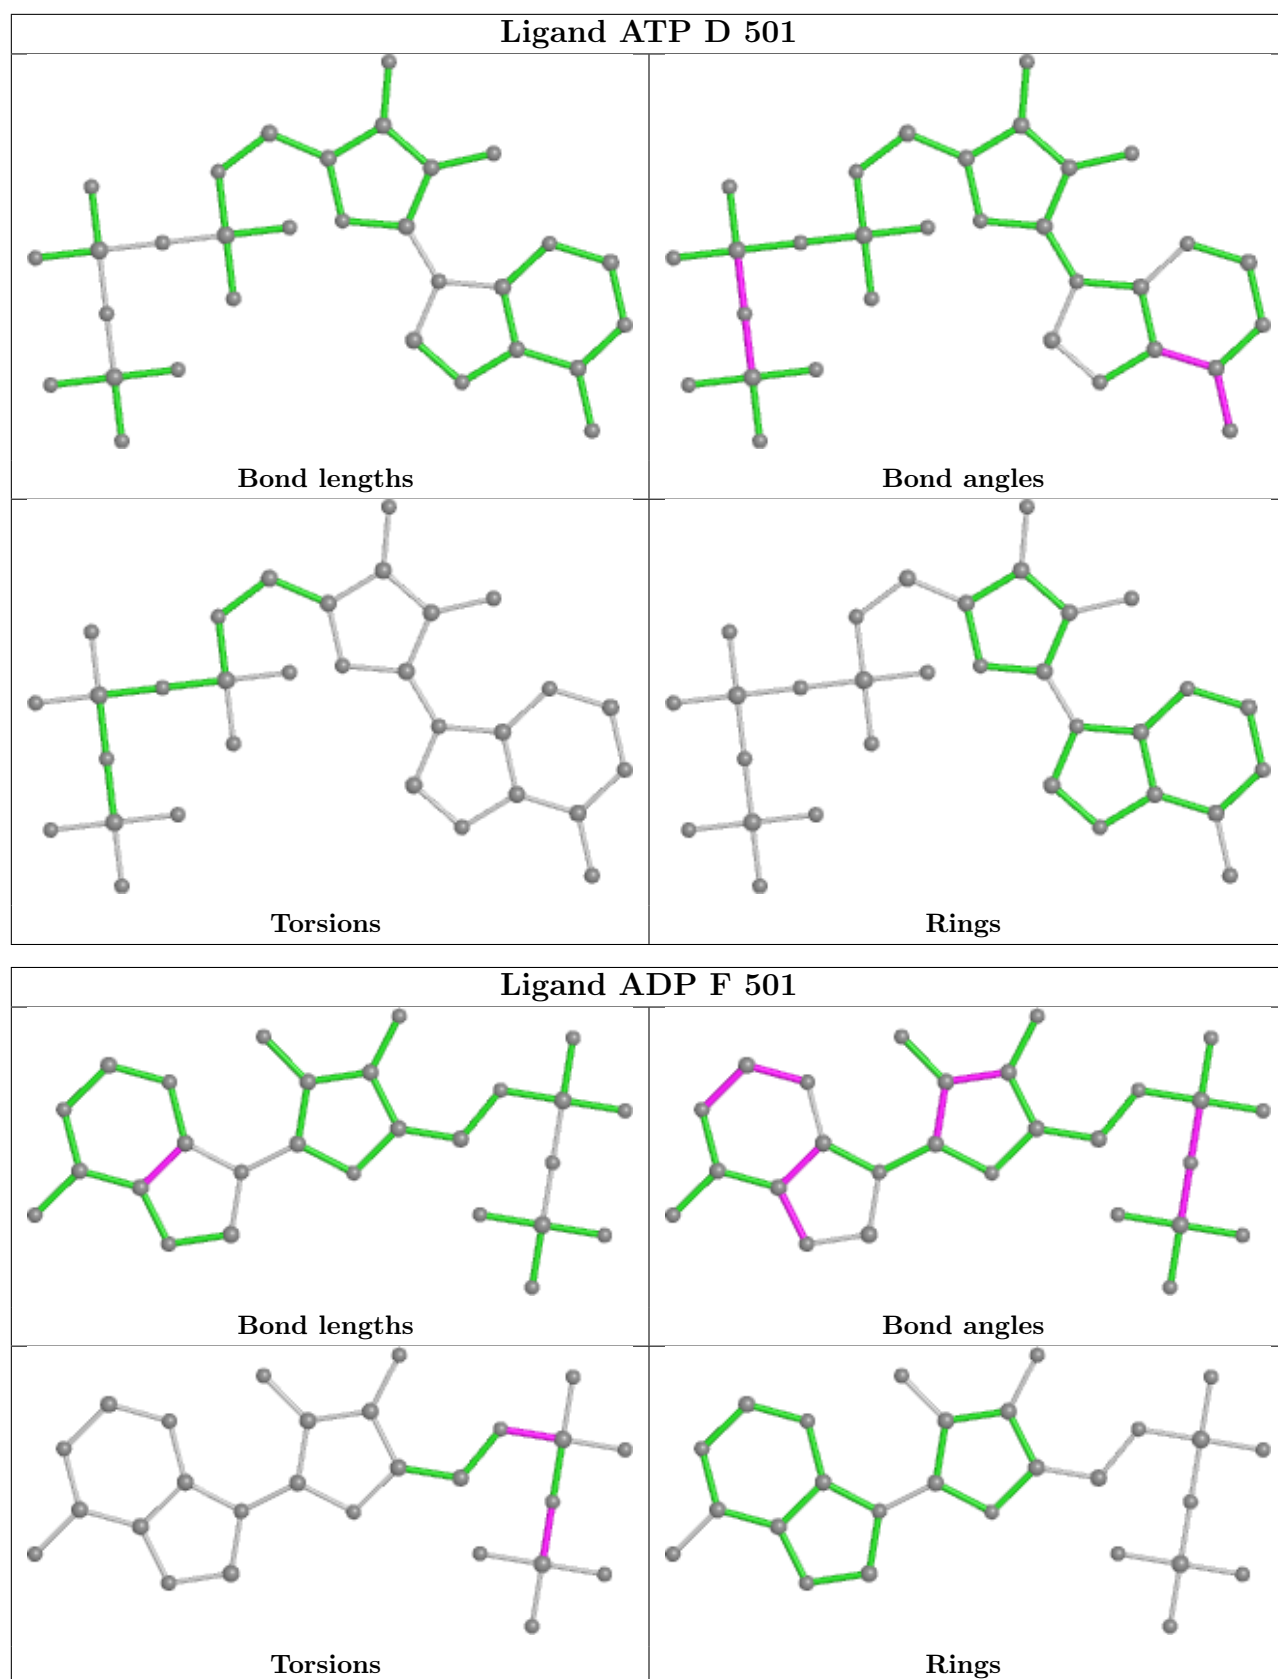 Ligand ATP D 501
Bond lengths
Bond angles
Torsions
Rings
Ligand ADP F 501
Bond lengths
Bond angles
Torsions
Rings